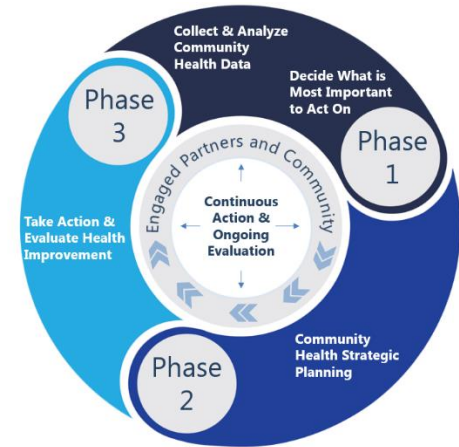 Collect & Analyze
Community
Health Data
Decide What is
Most Important
to Act On
Phase
1
Phase
3
Engaged Partners and Community
Continuous
Action &
Ongoing
Evaluation
Take Action &
Evaluate Health
Improvement
Community
Health Strategic
Planning
Phase
2